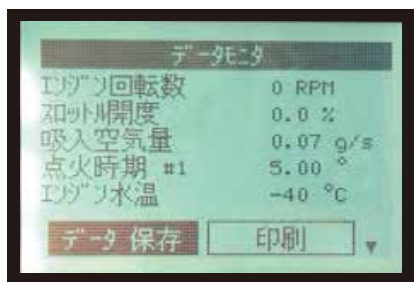 データモニタ
エンジン回転数 0 RPM
スロットル開度 0.0 %
吸入空気量 0.07 g/s
点火時期 #1 5.00 °
エンジン水温 -40 °C
データ 保存 印刷 ▼